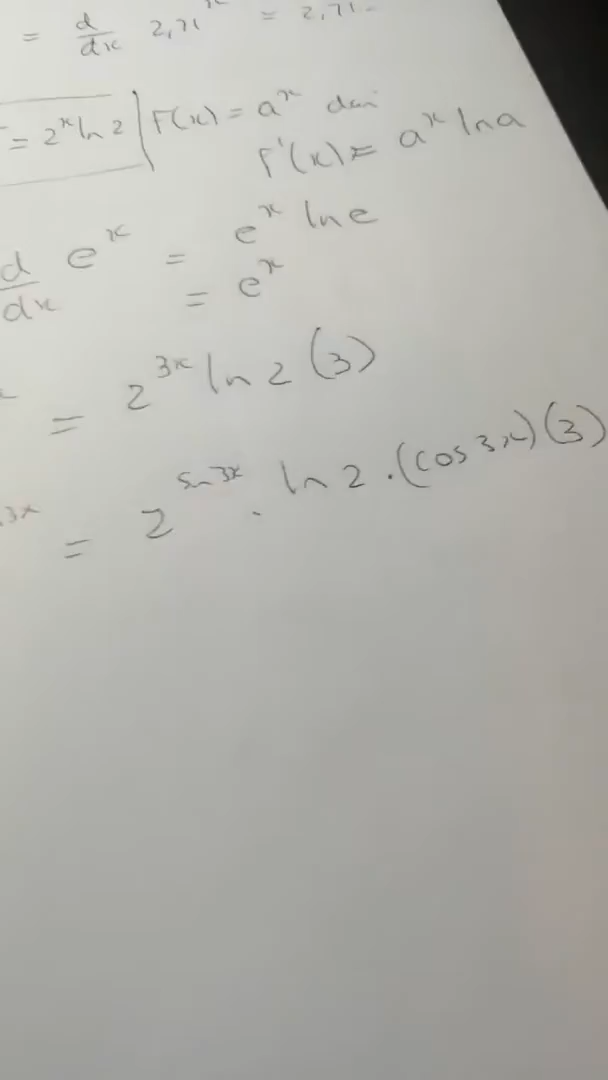 = d/dx 2,71^x = 2,71
= 2^x ln 2 | F(x) = a^x dan
F'(x) = a^x ln a
d/dx e^x = e^x ln e
= e^x
= 2^3x ln 2 (3)
3x = 2^sin 3x . ln 2 . (cos 3x)(3)